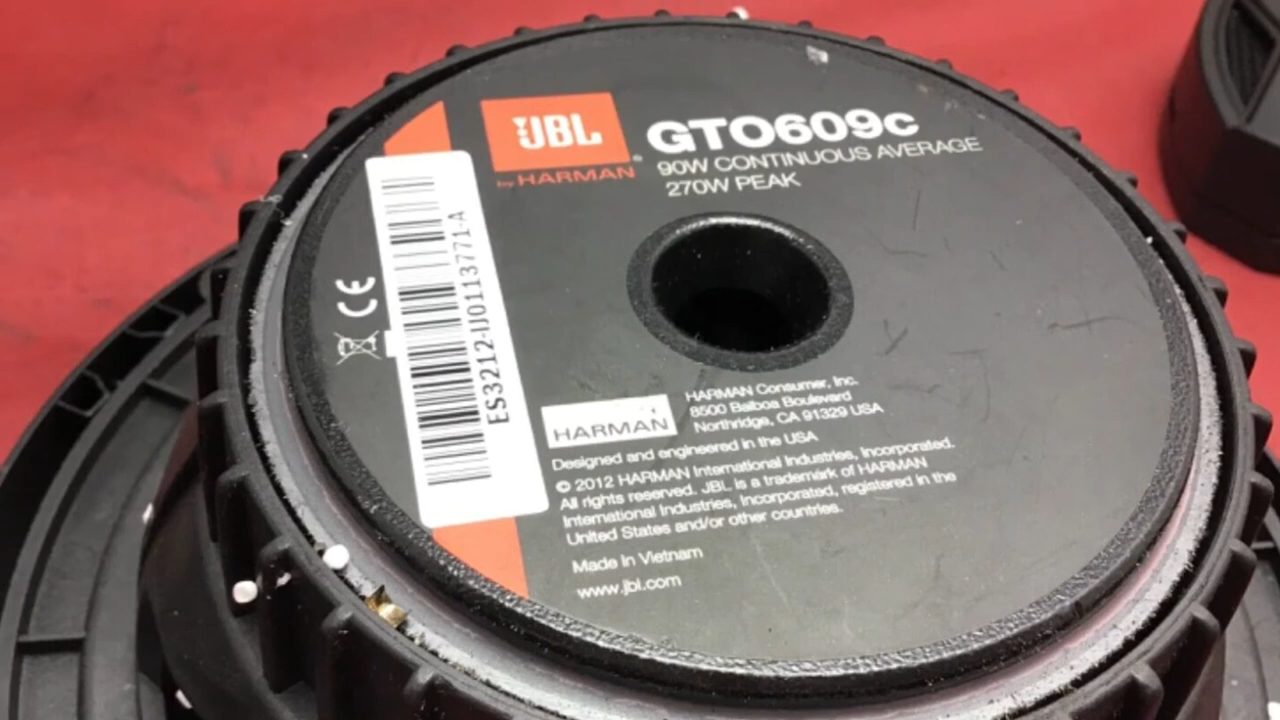 JBL
by HARMAN
GTO609c
90W CONTINUOUS AVERAGE
270W PEAK
CE
ES3212-IJ0113771-A
HARMAN
HARMAN Consumer, Inc.
8500 Balboa Boulevard
Northridge, CA 91329 USA
Designed and engineered in the USA
© 2012 HARMAN International Industries, Incorporated.
All rights reserved. JBL is a trademark of HARMAN
International Industries, Incorporated, registered in the
United States and/or other countries.
Made in Vietnam
www.jbl.com